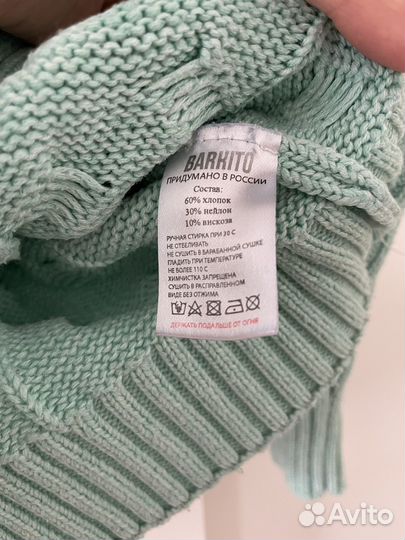 BARKITO
ПРИДУМАНО В РОССИИ
Состав:
60% хлопок
30% нейлон
10% вискоза
РУЧНАЯ СТИРКА ПРИ 30 С
НЕ ОТБЕЛИВАТЬ
НЕ СУШИТЬ В БАРАБАННОЙ СУШКЕ
ГЛАДИТЬ ПРИ ТЕМПЕРАТУРЕ
НЕ БОЛЕЕ 110 С
ХИМЧИСТКА ЗАПРЕЩЕНА
СУШИТЬ В РАСПРАВЛЕННОМ
ВИДЕ БЕЗ ОТЖИМА
ДЕРЖАТЬ ПОДАЛЬШЕ ОТ ОГНЯ
Avito